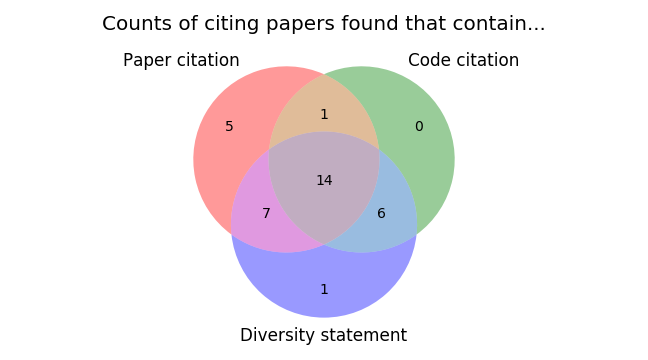 Counts of citing papers found that contain...
Paper citation
Code citation
5
1
0
14
7
6
1
Diversity statement